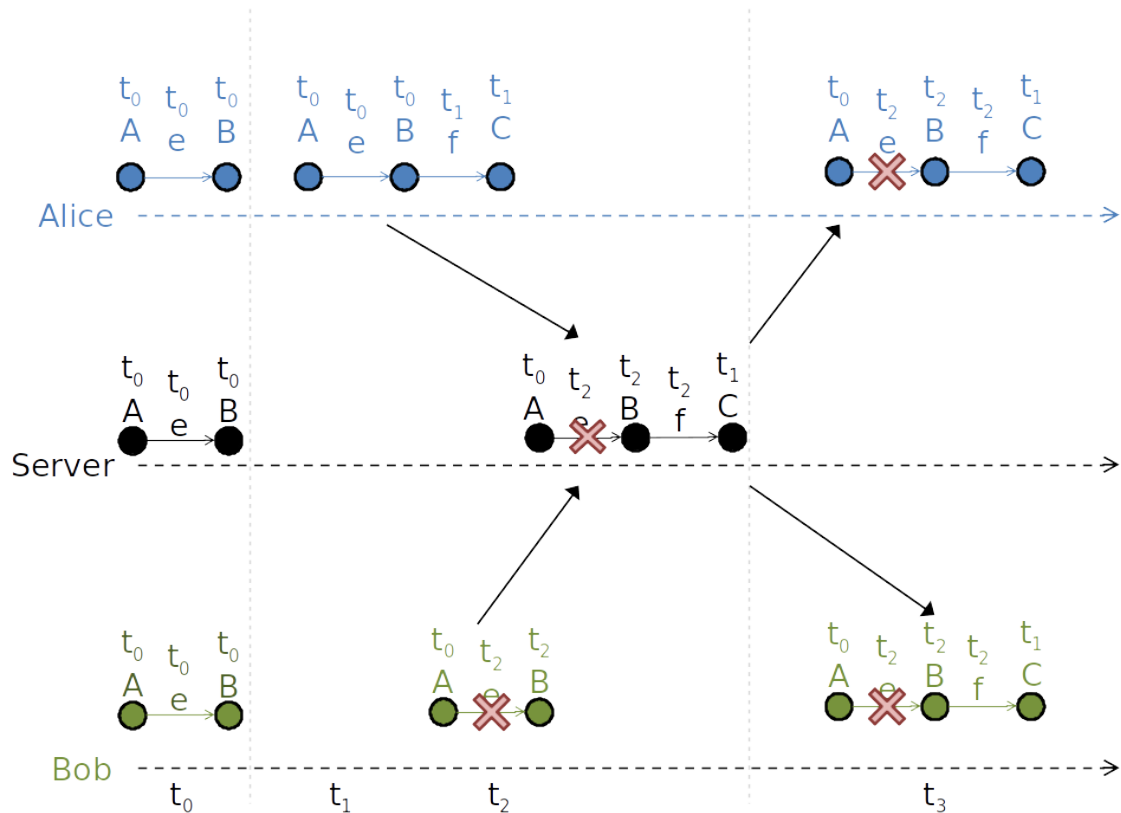 t₀ t₀ t₀ t₀ t₀ t₀ t₁ t₁ t₀ t₂ t₂ t₂ t₁
A e B A e B f C A e B f C
Alice
t₀ t₀ t₀ t₀ t₂ t₂ t₂ t₁
A e B A e B f C
Server
t₀ t₀ t₀ t₀ t₂ t₂ t₀ t₂ t₂ t₂ t₁
A e B A e B A e B f C
Bob
t₀ t₁ t₂ t₃